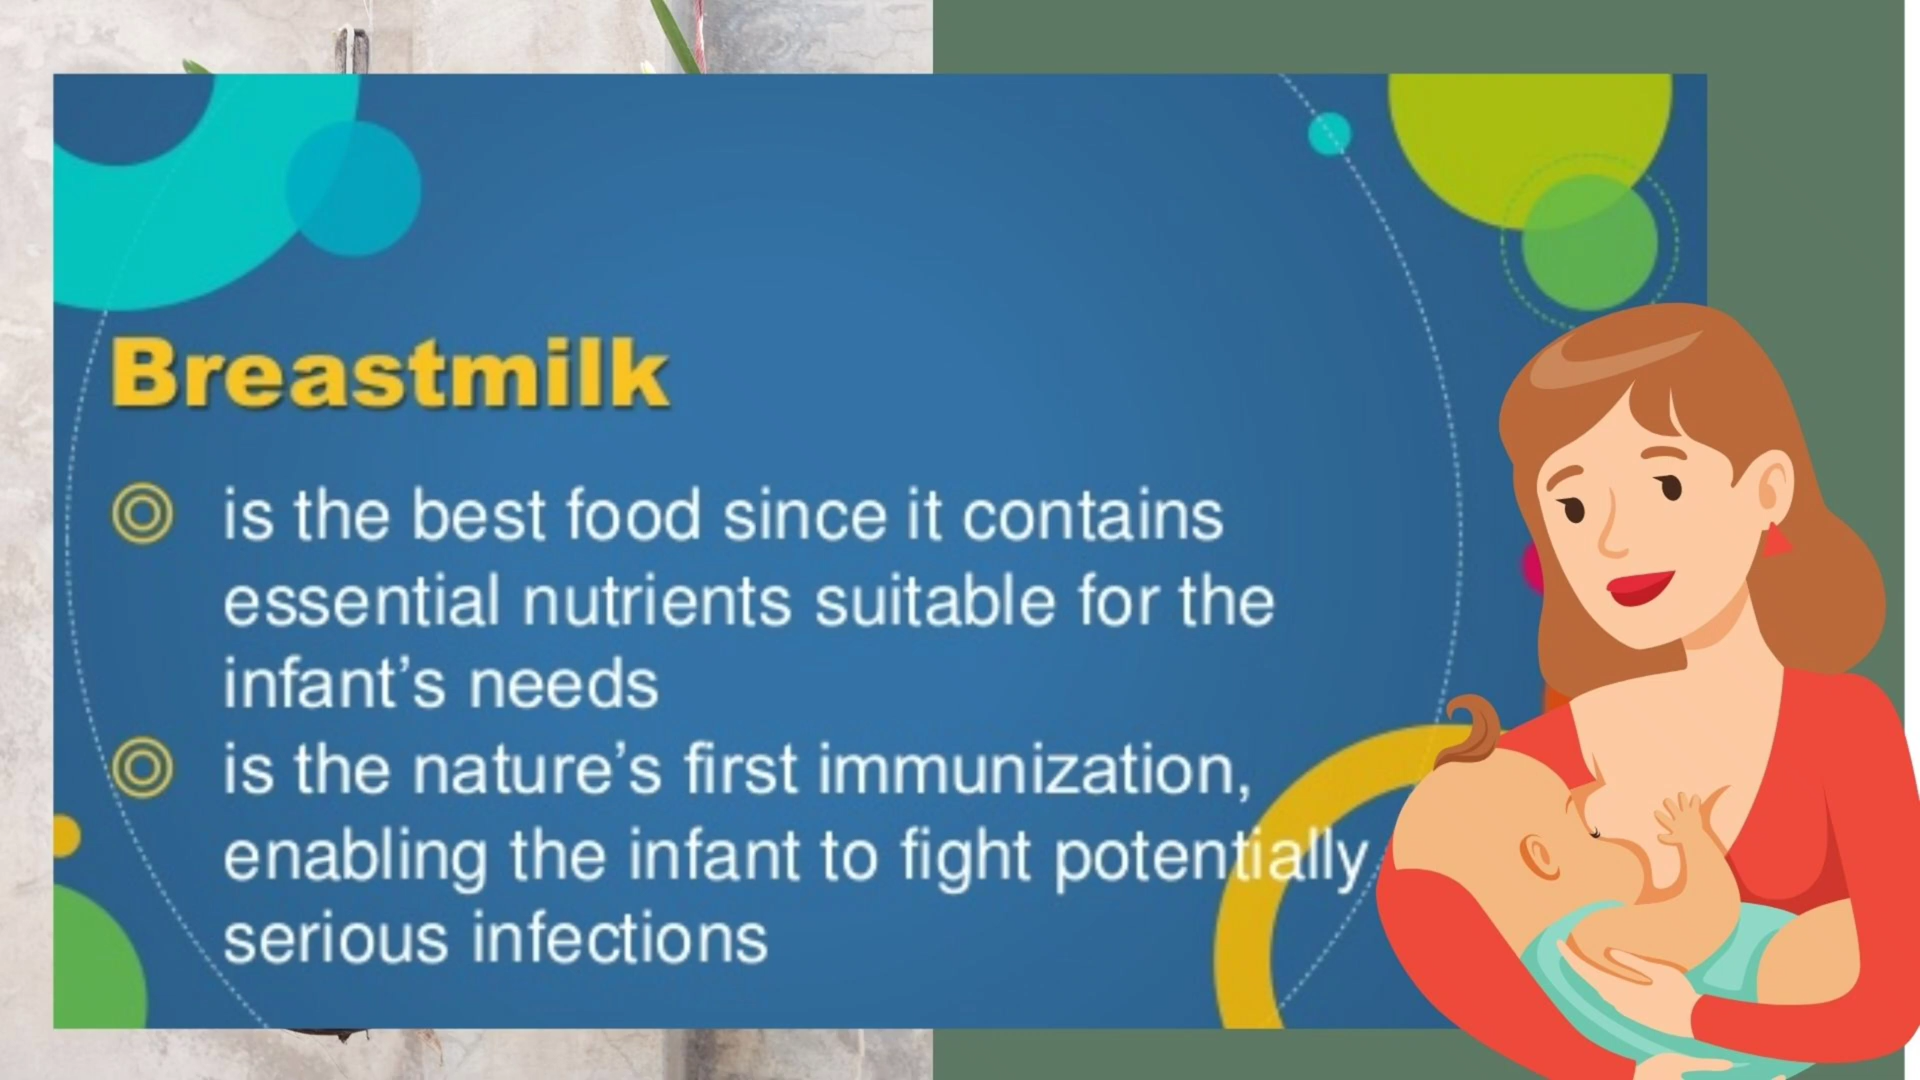 Breastmilk
is the best food since it contains
essential nutrients suitable for the
infant’s needs
is the nature’s first immunization,
enabling the infant to fight potentially
serious infections